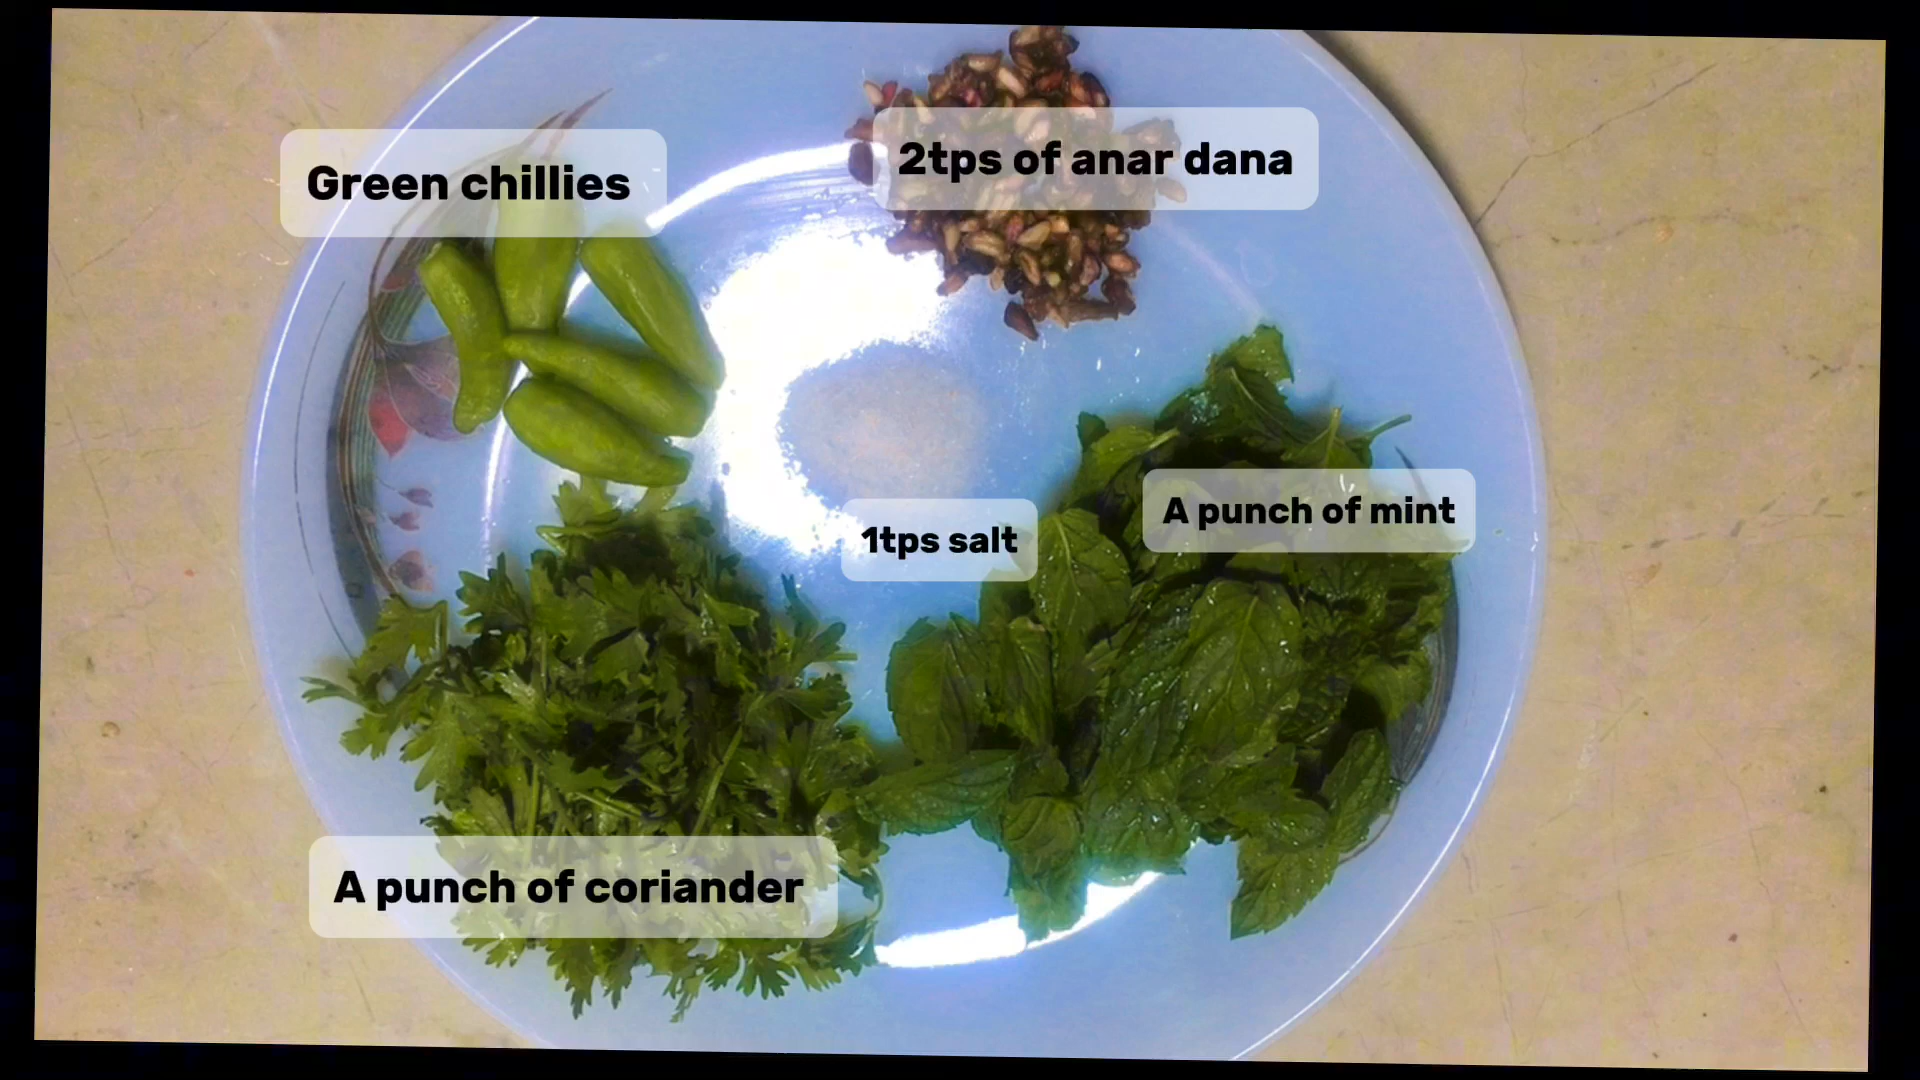 Green chillies
2tps of anar dana
A punch of mint
1tps salt
A punch of coriander